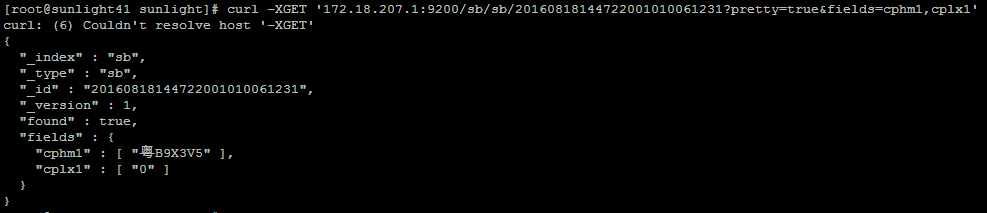 [root@sunlight41 sunlight]# curl –XGET '172.18.207.1:9200/sb/sb/20160818144722001010061231?pretty=true&fields=cphm1,cplx1'
curl: (6) Couldn't resolve host '–XGET'
{
  "_index" : "sb",
  "_type" : "sb",
  "_id" : "20160818144722001010061231",
  "_version" : 1,
  "found" : true,
  "fields" : {
    "cphm1" : [ "粤B9X3V5" ],
    "cplx1" : [ "0" ]
  }
}